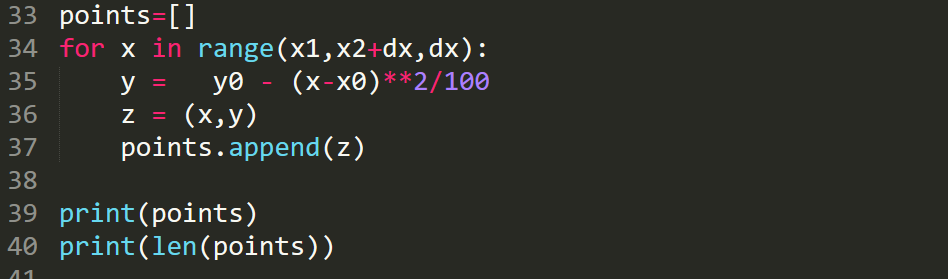 33 points=[]
34 for x in range(x1,x2+dx,dx):
35     y =   y0 - (x-x0)**2/100
36     z = (x,y)
37     points.append(z)
38
39 print(points)
40 print(len(points))
41